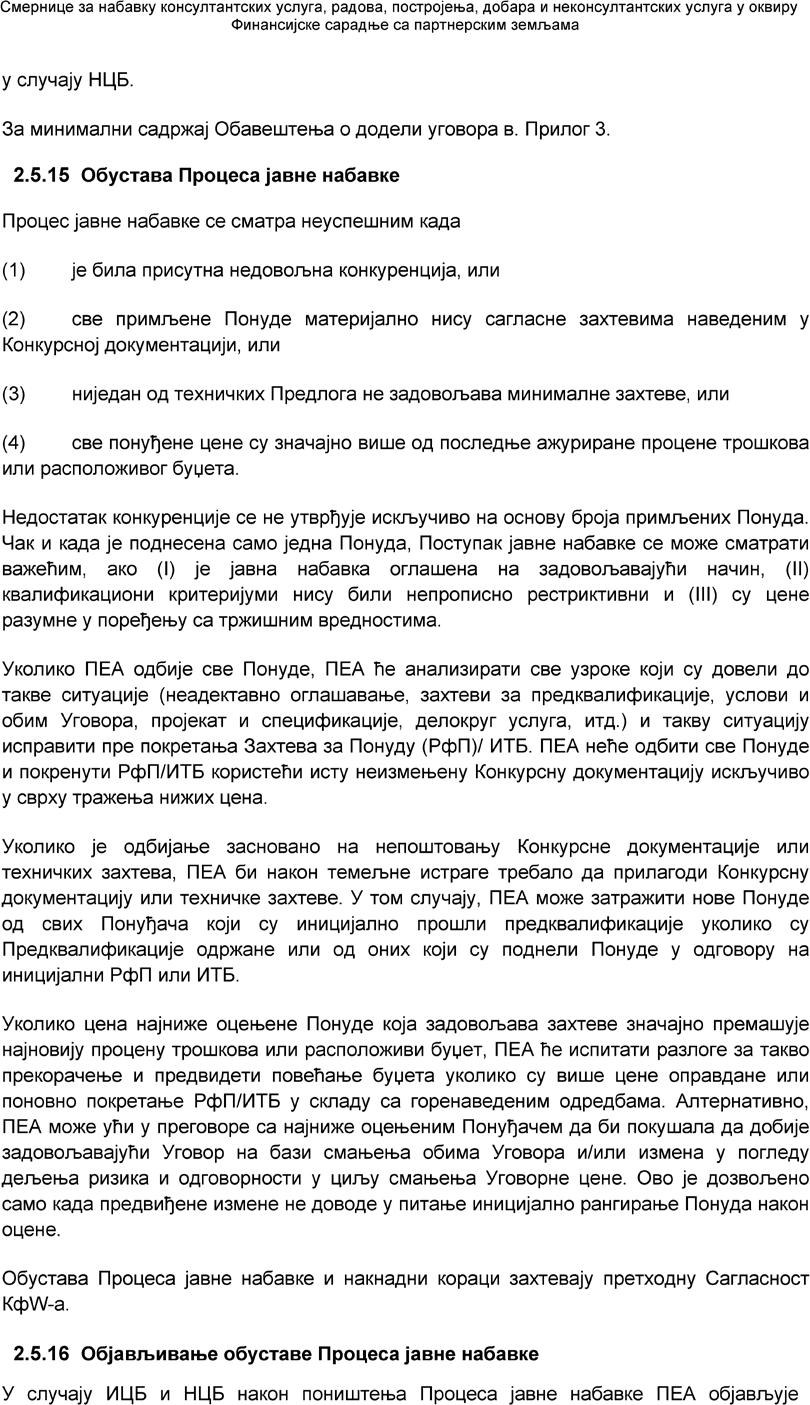 Смернице за набавку консултантских услуга, радова, постројења, добара и неконсултантских услуга у оквиру
Финансијске сарадње са партнерским земљама
у случају НЦБ.
За минимални садржај Обавештења о додели уговора в. Прилог 3.
2.5.15 Обустава Процеса јавне набавке
Процес јавне набавке се сматра неуспешним када
(1) је била присутна недовољна конкуренција, или
(2) све примљене Понуде материјално нису сагласне захтевима наведеним у
Конкурсној документацији, или
(3) ниједан од техничких Предлога не задовољава минималне захтеве, или
(4) све понуђене цене су значајно више од последње ажуриране процене трошкова
или расположивог буџета.
Недостатак конкуренције се не утврђује искључиво на основу броја примљених Понуда.
Чак и када је поднесена само једна Понуда, Поступак јавне набавке се може сматрати
важећим, ако (I) је јавна набавка оглашена на задовољавајући начин, (II)
квалификациони критеријуми нису били непрописно рестриктивни и (III) су цене
разумне у поређењу са тржишним вредностима.
Уколико ПЕА одбије све Понуде, ПЕА ће анализирати све узроке који су довели до
такве ситуације (неадектавно оглашавање, захтеви за предквалификације, услови и
обим Уговора, пројекат и спецификације, делокруг услуга, итд.) и такву ситуацију
исправити пре покретања Захтева за Понуду (РфП)/ ИТБ. ПЕА неће одбити све Понуде
и покренути РфП/ИТБ користећи исту неизмењену Конкурсну документацију искључиво
у сврху тражења нижих цена.
Уколико је одбијање засновано на непоштовању Конкурсне документације или
техничких захтева, ПЕА би након темељне истраге требало да прилагоди Конкурсну
документацију или техничке захтеве. У том случају, ПЕА може затражити нове Понуде
од свих Понуђача који су иницијално прошли предквалификације уколико су
Предквалификације одржане или од оних који су поднели Понуде у одговору на
иницијални РфП или ИТБ.
Уколико цена најниже оцењене Понуде која задовољава захтеве значајно премашује
најновију процену трошкова или расположиви буџет, ПЕА ће испитати разлоге за такво
прекорачење и предвидети повећање буџета уколико су више цене оправдане или
поновно покретање РфП/ИТБ у складу са горенаведеним одредбама. Алтернативно,
ПЕА може ући у преговоре са најниже оцењеним Понуђачем да би покушала да добије
задовољавајући Уговор на бази смањења обима Уговора и/или измена у погледу
дељења ризика и одговорности у циљу смањења Уговорне цене. Ово је дозвољено
само када предвиђене измене не доводе у питање иницијално рангирање Понуда након
оцене.
Обустава Процеса јавне набавке и накнадни кораци захтевају претходну Сагласност
КфW-а.
2.5.16 Објављивање обуставе Процеса јавне набавке
У случају ИЦБ и НЦБ након поништења Процеса јавне набавке ПЕА објављује